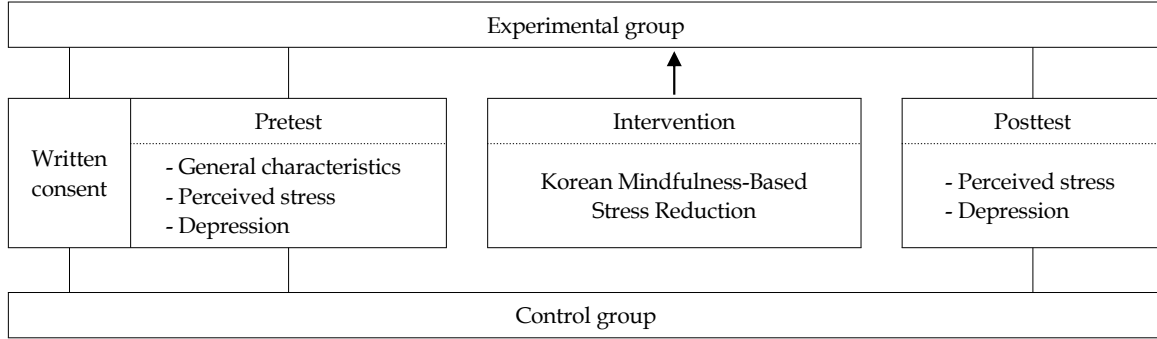 Experimental group
Written
consent
Pretest
- General characteristics
- Perceived stress
- Depression
Intervention
Korean Mindfulness-Based
Stress Reduction
Posttest
- Perceived stress
- Depression
Control group